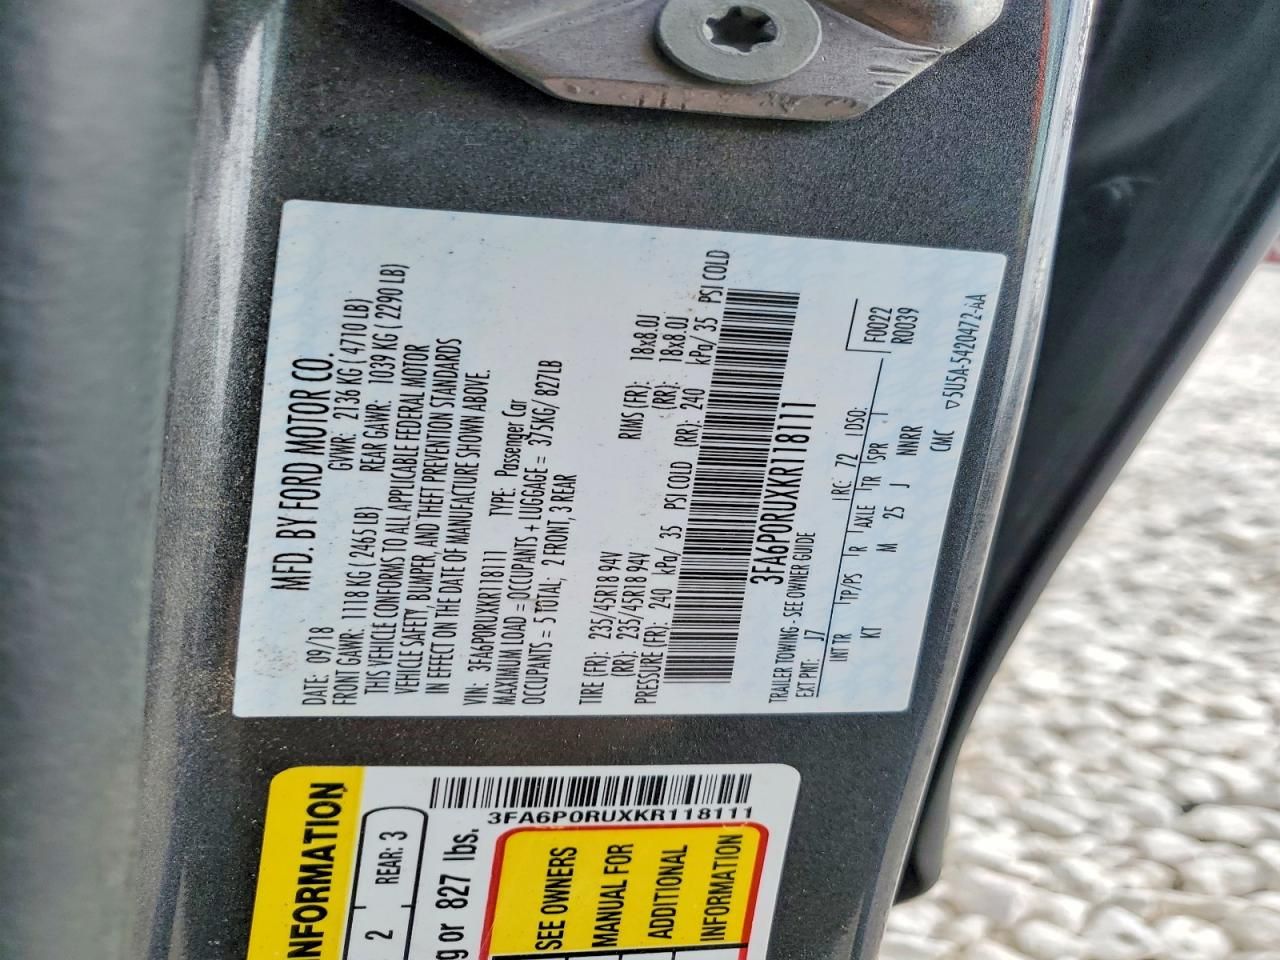 MFD. BY FORD MOTOR CO.
DATE: 09/18 GVWR: 2136 KG ( 4710 LB)
FRONT GAWR: 1118 KG ( 2465 LB) REAR GAWR: 1039 KG ( 2290 LB)
THIS VEHICLE CONFORMS TO ALL APPLICABLE FEDERAL MOTOR
VEHICLE SAFETY, BUMPER, AND THEFT PREVENTION STANDARDS
IN EFFECT ON THE DATE OF MANUFACTURE SHOWN ABOVE.
VIN: 3FA6P0RUXKR118111 TYPE: Passenger Car
MAXIMUM LOAD = OCCUPANTS + LUGGAGE = 375KG/ 827LB
OCCUPANTS = 5 TOTAL; 2 FRONT, 3 REAR
TIRE (FR): 235/45R18 94V RIMS (FR): 18x8.0J
(RR): 235/45R18 94V (RR): 18x8.0J
PRESSURE (FR): 240 kPa/ 35 PSI COLD (RR): 240 kPa/ 35 PSI COLD
3FA6P0RUXKR118111
TRAILER TOWING - SEE OWNER GUIDE
EXT PNT: J7 RC: 72 DSO: F0022
R0039
INT TR TP/PS R AXLE TR SPR
KT M 25 J NNRR
CMC ▽5U5A-5420472-AA
3FA6P0RUXKR118111
NFORMATION
2 REAR: 3
g or 827 lbs.
SEE OWNERS
MANUAL FOR
ADDITIONAL
INFORMATION